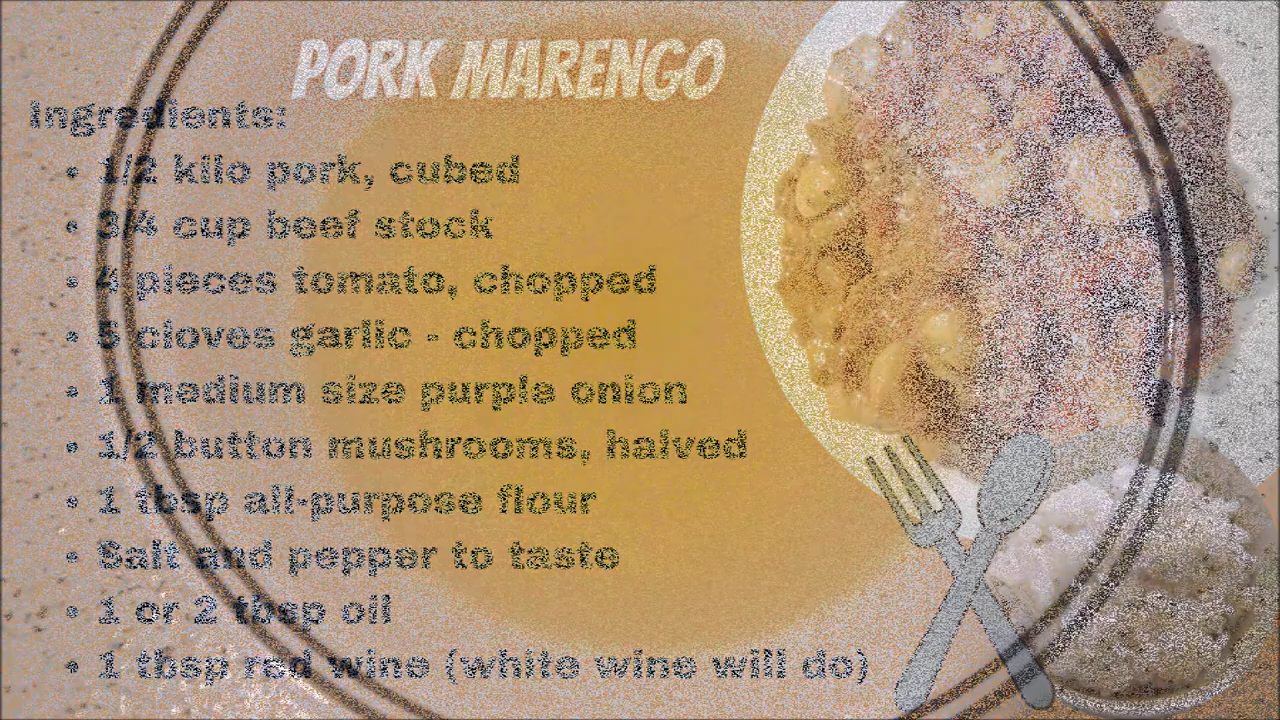 PORK MARENGO
Ingredients:
• 1/2 kilo pork, cubed
• 3/4 cup beef stock
• 4 pieces tomato, chopped
• 5 cloves garlic - chopped
• 1 medium size purple onion
• 1/2 button mushrooms, halved
• 1 tbsp all-purpose flour
• Salt and pepper to taste
• 1 or 2 tbsp oil
• 1 tbsp red wine (white wine will do)